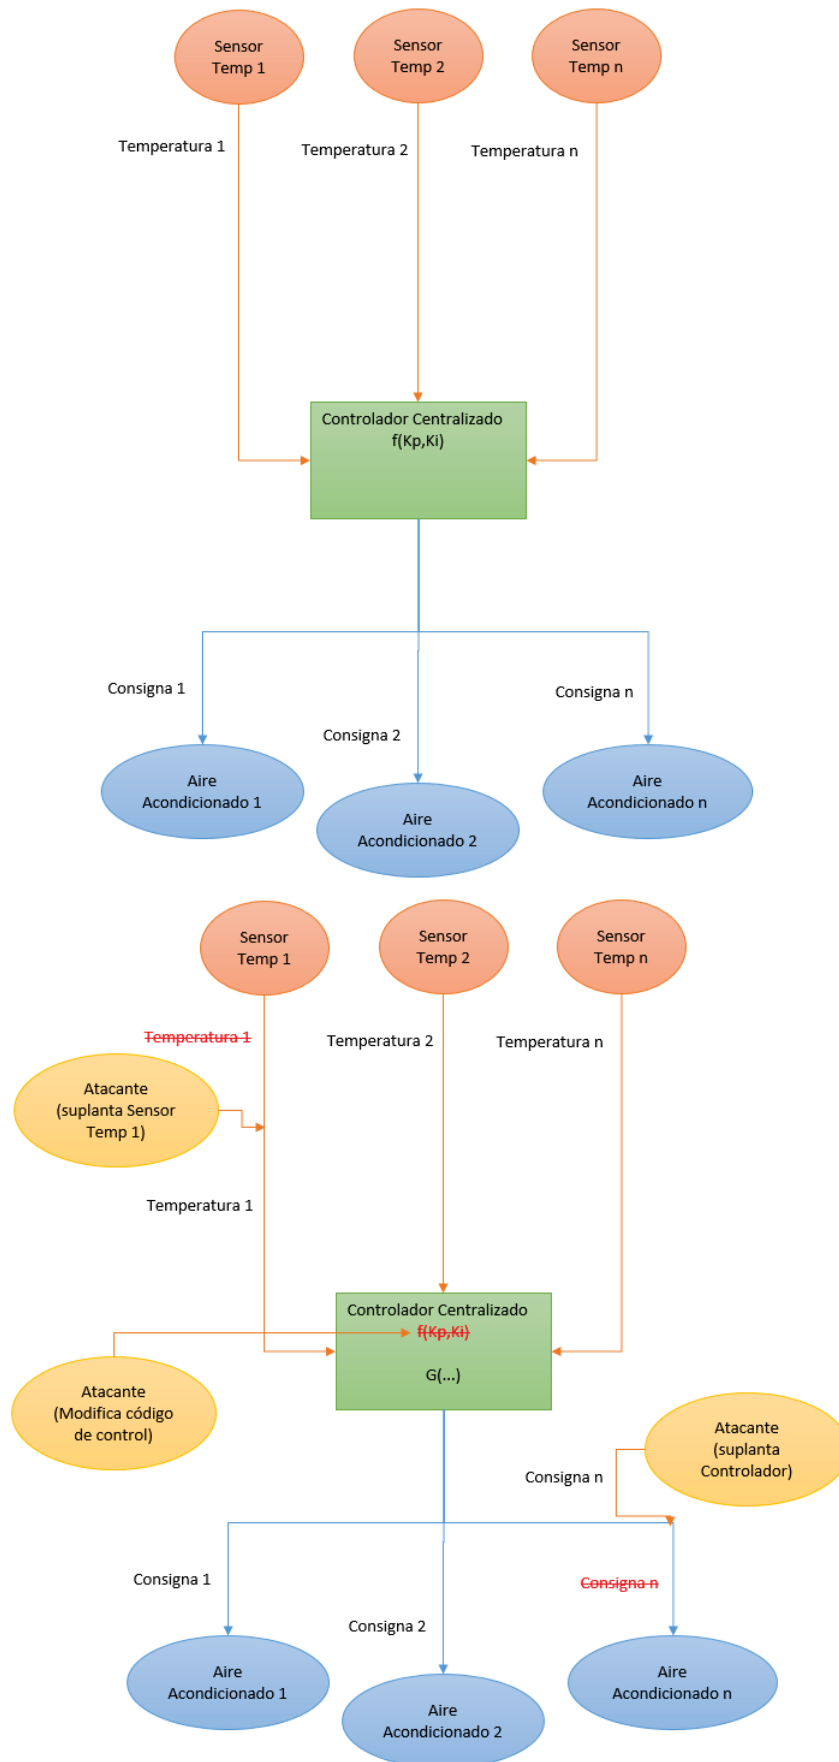 Sensor
Temp 1
Sensor
Temp 2
Sensor
Temp n
Temperatura 1
Temperatura 2
Temperatura n
Controlador Centralizado
f(Kp,Ki)
Consigna 1
Consigna 2
Consigna n
Aire
Acondicionado 1
Aire
Acondicionado 2
Aire
Acondicionado n
Sensor
Temp 1
Sensor
Temp 2
Sensor
Temp n
Temperatura 1
Temperatura 2
Temperatura n
Atacante
(suplanta Sensor
Temp 1)
Temperatura 1
Controlador Centralizado
f(Kp,Ki)
G(...)
Atacante
(Modifica código
de control)
Atacante
(suplanta
Controlador)
Consigna n
Consigna 1
Consigna 2
Consigna n
Aire
Acondicionado 1
Aire
Acondicionado 2
Aire
Acondicionado n